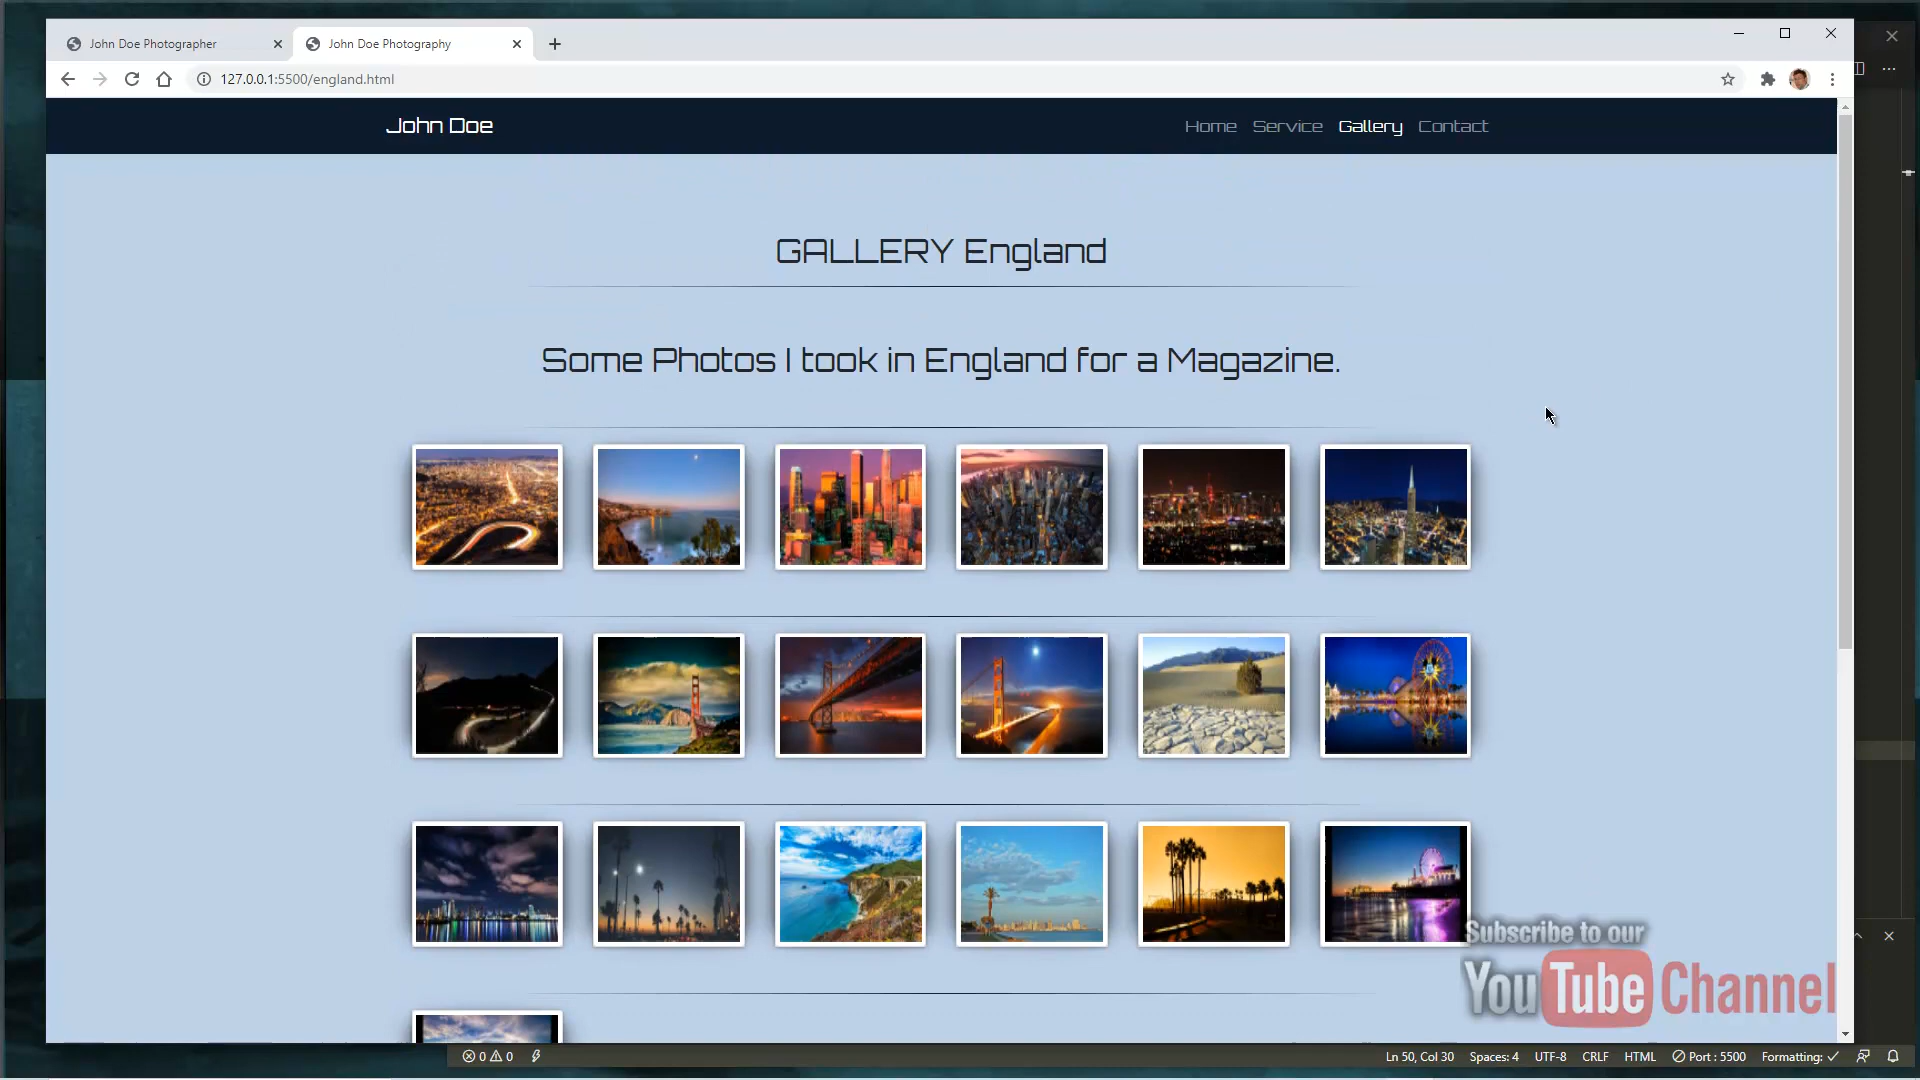 John Doe Photographer
John Doe Photography
127.0.0.1:5500/england.html
John Doe
Home Service Gallery Contact
GALLERY England
Some Photos I took in England for a Magazine.
Subscribe to our
YouTube Channel
0 0
Ln 50, Col 30 Spaces: 4 UTF-8 CRLF HTML Port : 5500 Formatting: